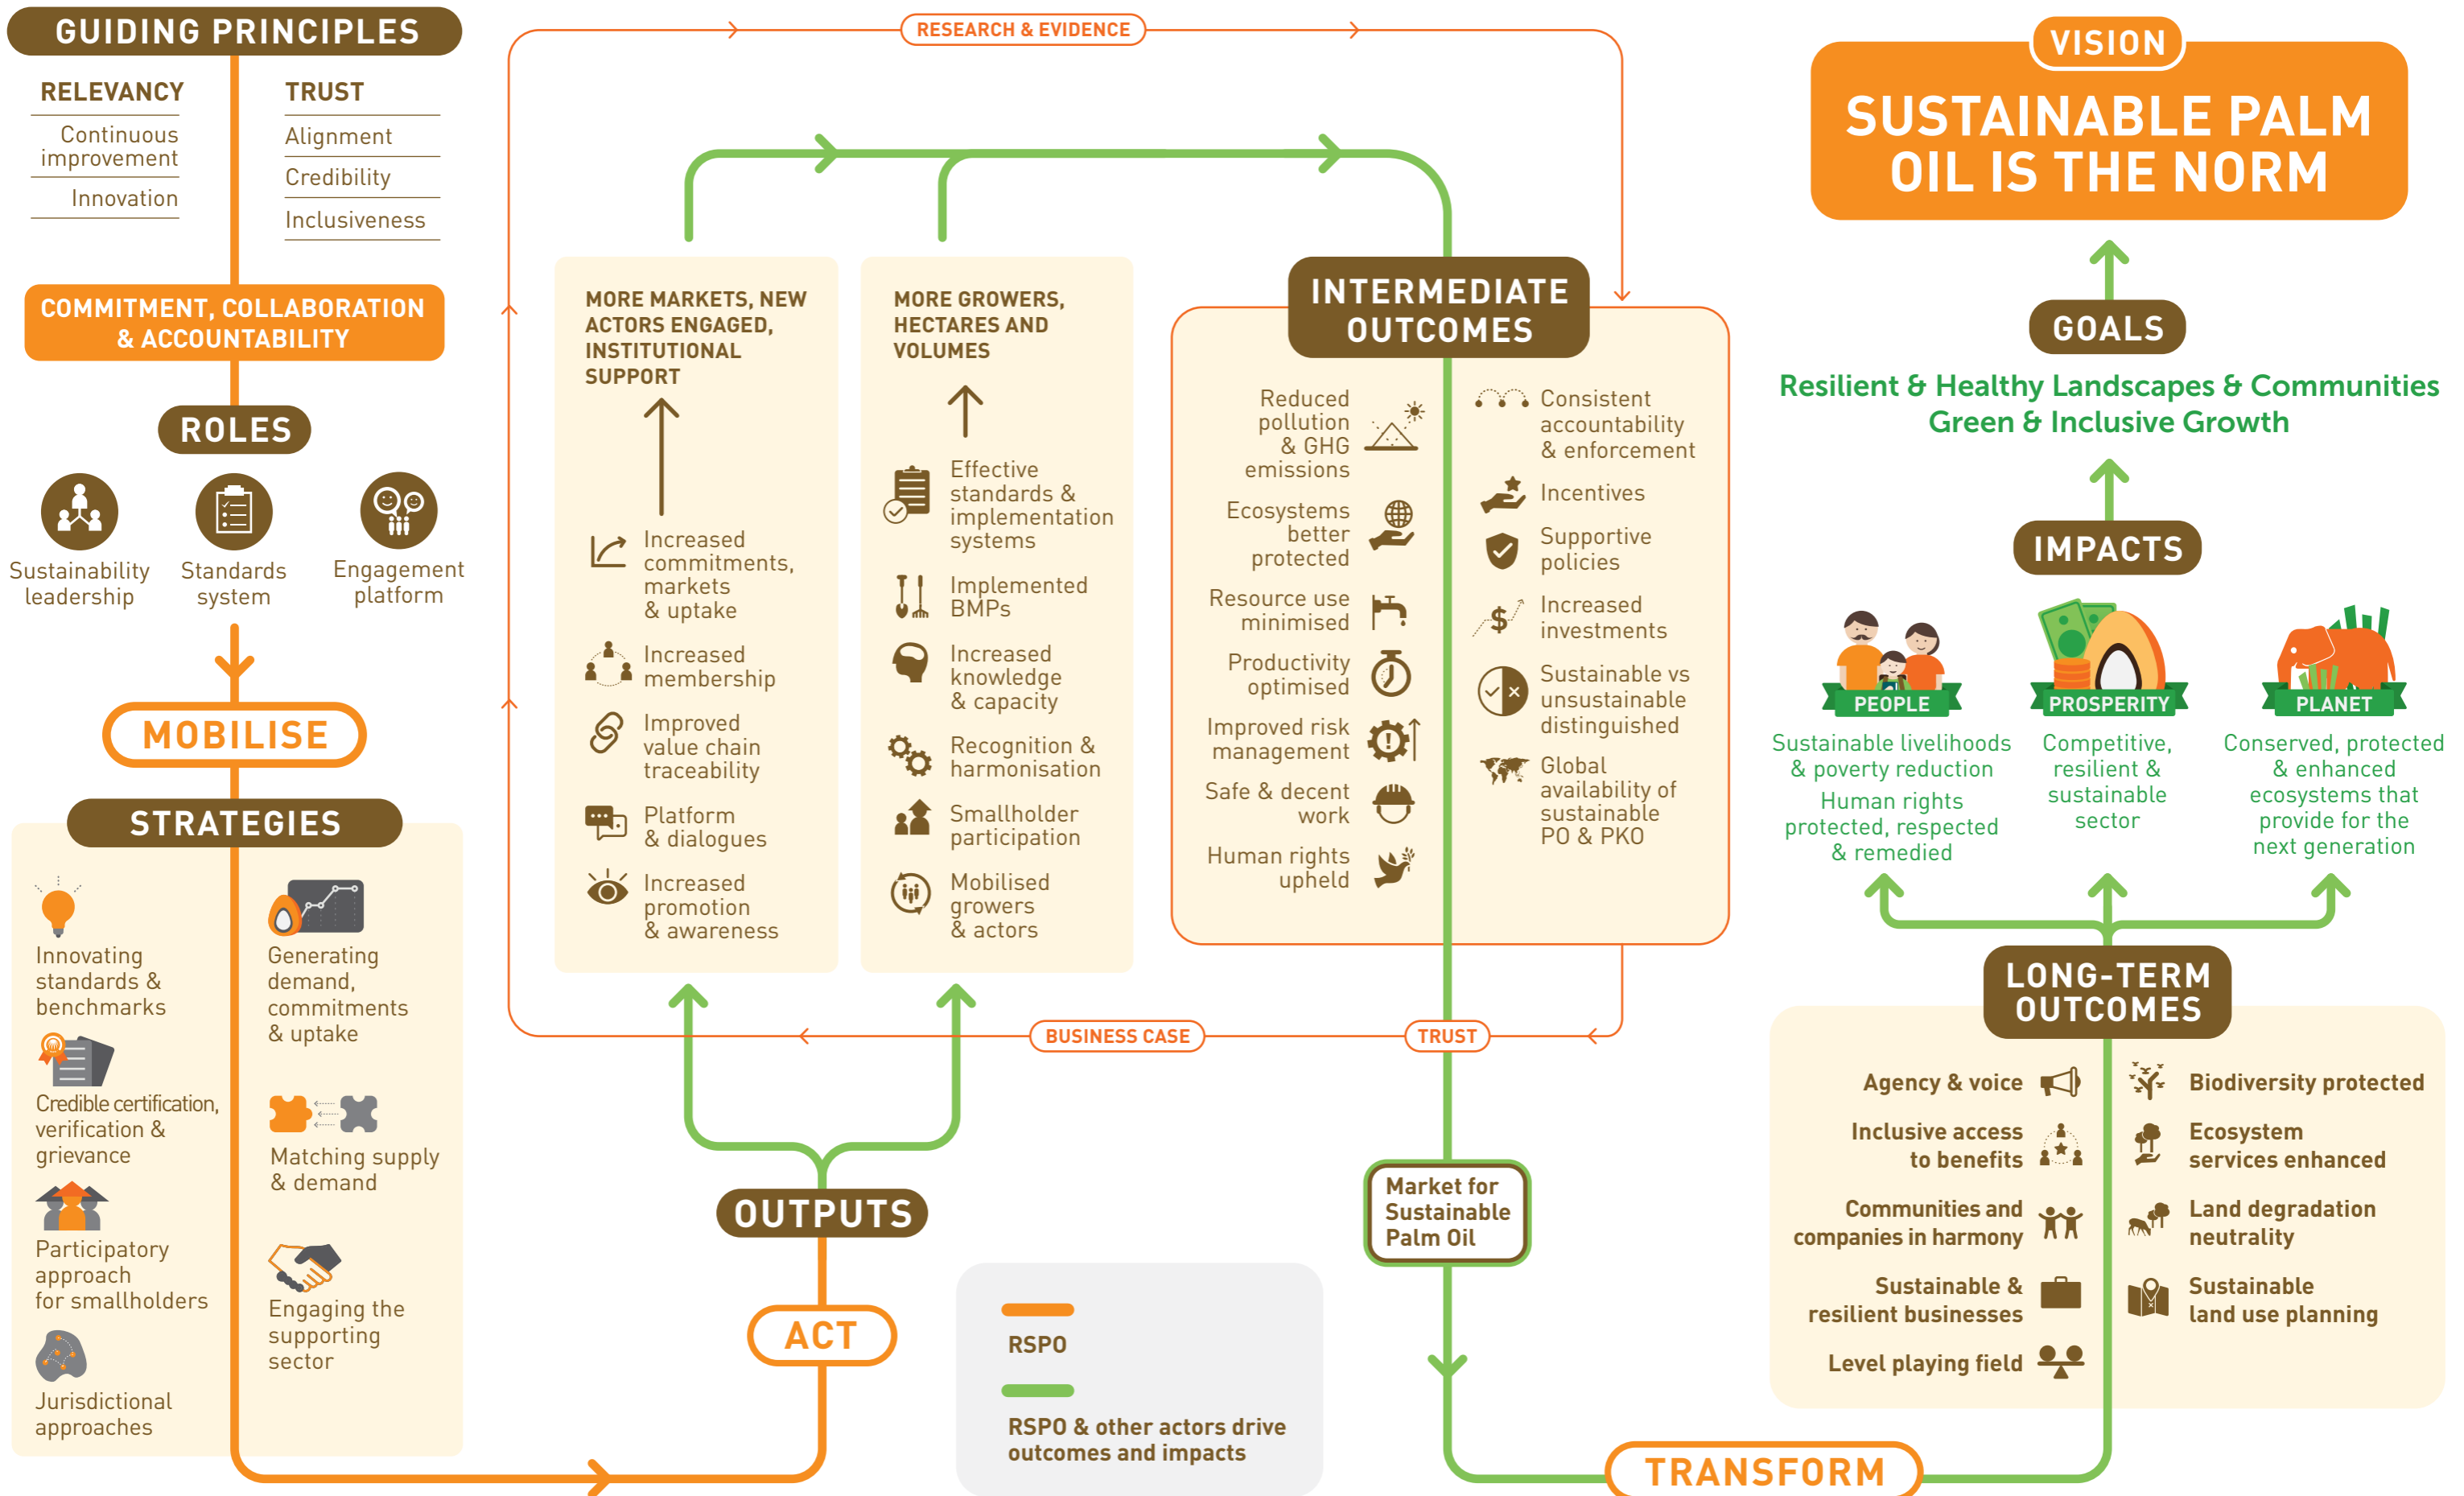 GUIDING PRINCIPLES
RELEVANCY
Continuous
improvement
Innovation
TRUST
Alignment
Credibility
Inclusiveness
COMMITMENT, COLLABORATION
& ACCOUNTABILITY
ROLES
Sustainability
leadership
Standards
system
Engagement
platform
MOBILISE
STRATEGIES
Innovating
standards &
benchmarks
Credible certification,
verification &
grievance
Participatory
approach
for smallholders
Jurisdictional
approaches
Generating
demand,
commitments
& uptake
Matching supply
& demand
Engaging the
supporting
sector
ACT
OUTPUTS
MORE MARKETS, NEW
ACTORS ENGAGED,
INSTITUTIONAL
SUPPORT
Increased
commitments,
markets
& uptake
Increased
membership
Improved
value chain
traceability
Platform
& dialogues
Increased
promotion
& awareness
MORE GROWERS,
HECTARES AND
VOLUMES
Effective
standards &
implementation
systems
Implemented
BMPs
Increased
knowledge
& capacity
Recognition &
harmonisation
Smallholder
participation
Mobilised
growers
& actors
RESEARCH & EVIDENCE
INTERMEDIATE
OUTCOMES
Reduced
pollution
& GHG
emissions
Ecosystems
better
protected
Resource use
minimised
Productivity
optimised
Improved risk
management
Safe & decent
work
Human rights
upheld
Consistent
accountability
& enforcement
Incentives
Supportive
policies
$
Increased
investments
Sustainable vs
unsustainable
distinguished
Global
availability of
sustainable
PO & PKO
BUSINESS CASE
TRUST
Market for
Sustainable
Palm Oil
RSPO
RSPO & other actors drive
outcomes and impacts
TRANSFORM
LONG-TERM
OUTCOMES
Agency & voice
Inclusive access
to benefits
Communities and
companies in harmony
Sustainable &
resilient businesses
Level playing field
Biodiversity protected
Ecosystem
services enhanced
Land degradation
neutrality
Sustainable
land use planning
IMPACTS
PEOPLE
Sustainable livelihoods
& poverty reduction
Human rights
protected, respected
& remedied
PROSPERITY
Competitive,
resilient &
sustainable
sector
PLANET
Conserved, protected
& enhanced
ecosystems that
provide for the
next generation
GOALS
Resilient & Healthy Landscapes & Communities
Green & Inclusive Growth
VISION
SUSTAINABLE PALM
OIL IS THE NORM